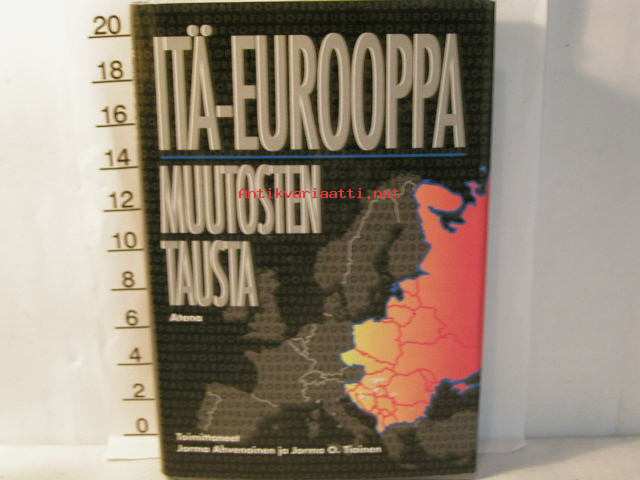 20
18
16
14
12
10
8
6
4
2
0
ITÄ-EUROOPPA
MUUTOSTEN
Antikvariaatti.net
TAUSTA
Atena
Toimittaneet
Jorma Ahvenainen ja Jorma O. Tiainen